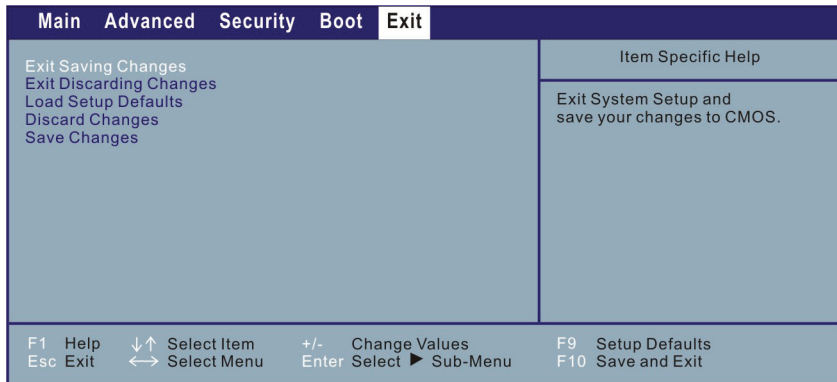 Main Advanced Security Boot Exit
Exit Saving Changes
Exit Discarding Changes
Load Setup Defaults
Discard Changes
Save Changes
Item Specific Help
Exit System Setup and
save your changes to CMOS.
F1 Help ↓↑ Select Item +/- Change Values F9 Setup Defaults
Esc Exit ↔ Select Menu Enter Select ▶ Sub-Menu F10 Save and Exit